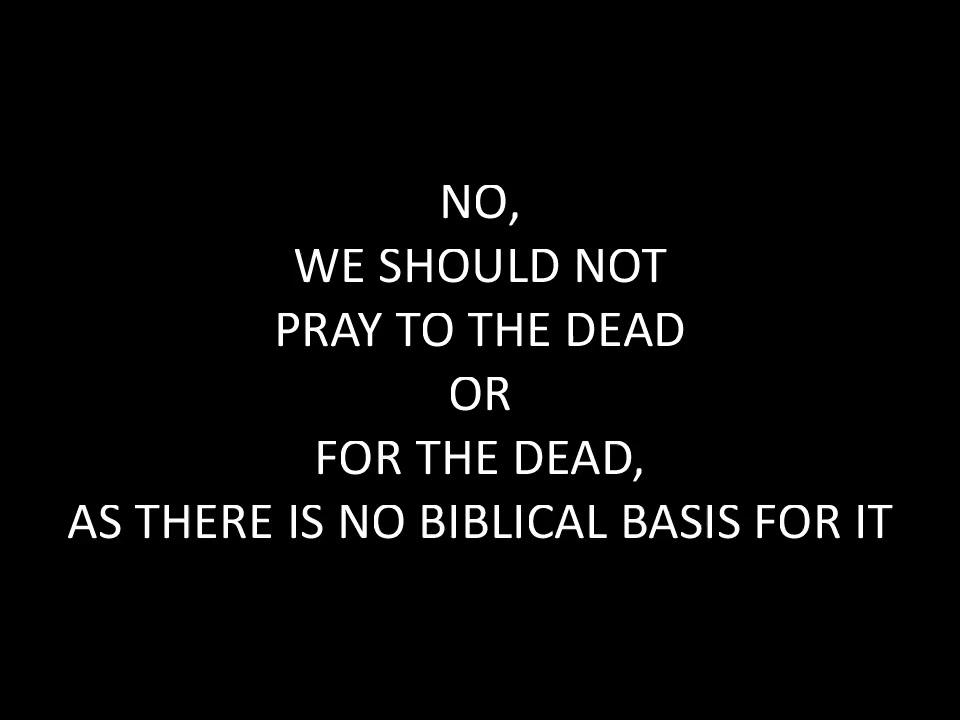 NO,
WE SHOULD NOT
PRAY TO THE DEAD
OR
FOR THE DEAD,
AS THERE IS NO BIBLICAL BASIS FOR IT